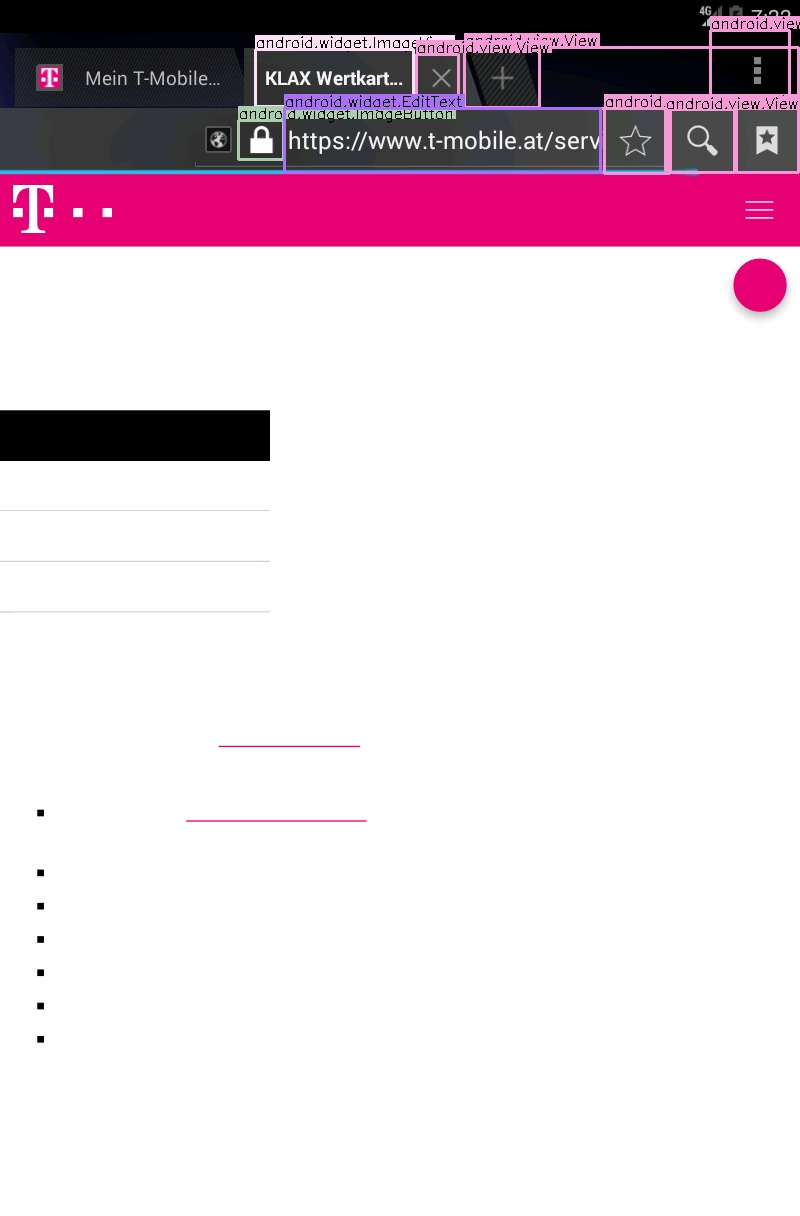 4G
android.view
android.widget.ImageV
android.view.View
android.view.View
Mein T-Mobile...
KLAX Wertkart...
android.widget.EditText
android.widget.ImageButton
android.
android.view.View
https://www.t-mobile.at/serv
T